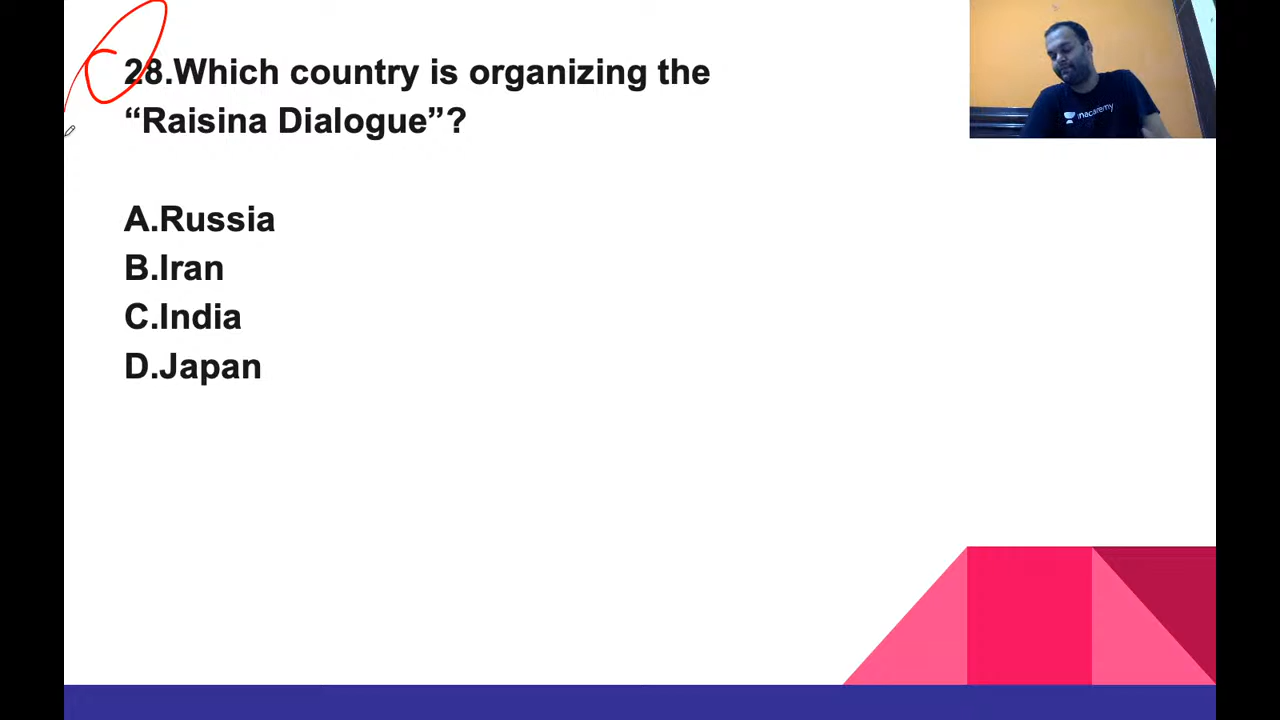 28.Which country is organizing the
“Raisina Dialogue”?
A.Russia
B.Iran
C.India
D.Japan